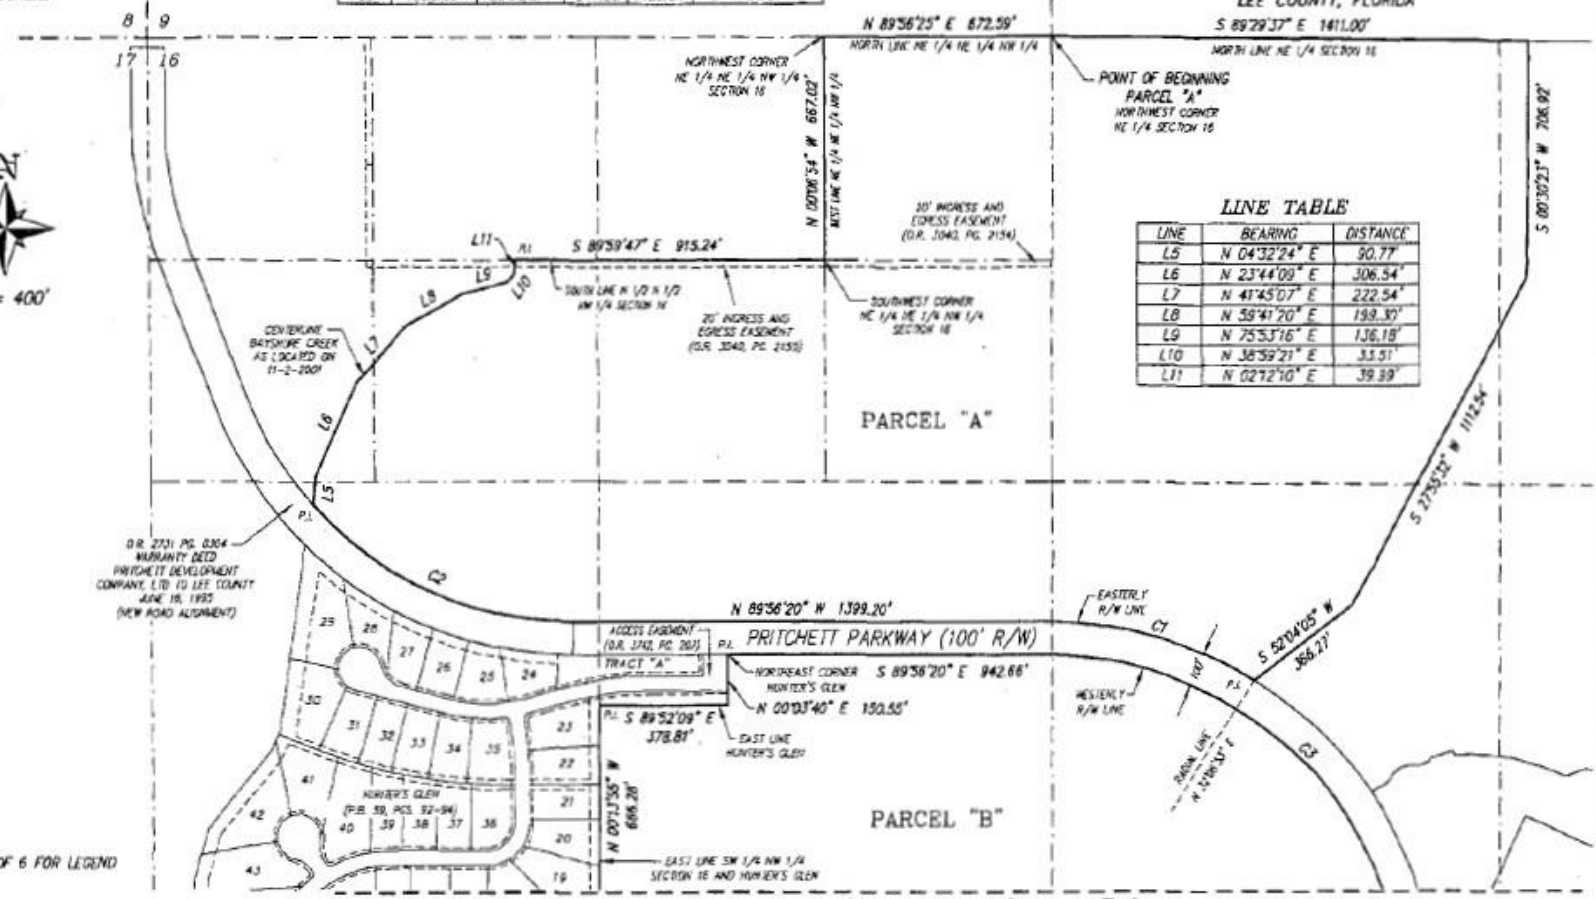 LEE COUNTY, FLORIDA
8 9
17 16
N 89°56'25" E 672.59'
NORTH LINE NE 1/4 NE 1/4 NW 1/4
S 89°29'37" E 1411.00'
NORTH LINE NE 1/4 SECTION 16
NORTHWEST CORNER
NE 1/4 NE 1/4 NW 1/4
SECTION 16
POINT OF BEGINNING
PARCEL "A"
NORTHWEST CORNER
NE 1/4 SECTION 16
N 00°06'54" W 667.02'
WEST LINE NE 1/4 NE 1/4 NW 1/4
S 00°30'23" W 706.92'
= 400'
20' INGRESS AND
EGRESS EASEMENT
(O.R. 3040, PG. 2154)
LINE TABLE
LINE BEARING DISTANCE
L5 N 04°32'24" E 90.77'
L6 N 23°44'09" E 306.54'
L7 N 41°45'07" E 222.54'
L8 N 59°41'20" E 199.30'
L9 N 75°53'16" E 136.18'
L10 N 38°59'21" E 33.51'
L11 N 02°12'10" E 39.99'
L11
P.I.
S 89°59'47" E 915.24'
L9
L10
L8
SOUTH LINE N 1/2 N 1/2
NW 1/4 SECTION 16
20' INGRESS AND
EGRESS EASEMENT
(O.R. 3040, PG. 2155)
SOUTHWEST CORNER
NE 1/4 NE 1/4 NW 1/4
SECTION 16
CENTERLINE
BAYSHORE CREEK
AS LOCATED ON
11-2-2001
L7
L6
L5
PARCEL "A"
S 27°55'32" W 1112.54'
P.I.
O.R. 2731 PG. 0304
WARRANTY DEED
PRITCHETT DEVELOPMENT
COMPANY, LTD TO LEE COUNTY
JUNE 16, 1995
(NEW ROAD ALIGNMENT)
C2
N 89°56'20" W 1399.20'
EASTERLY
R/W LINE
C1
S 52°04'05" W
366.27'
ACCESS EASEMENT
(O.R. 3742, PG. 207)
TRACT "A"
P.I.
PRITCHETT PARKWAY (100' R/W)
NORTHEAST CORNER
HUNTER'S GLEN
S 89°56'20" E 942.66'
N 00°03'40" E 150.55'
WESTERLY
R/W LINE
100'
P.I.
29
28
27
26
25
24
30
31
32
33
34
35
23
P.I.
S 89°52'09" E
378.81'
EAST LINE
HUNTER'S GLEN
RADIAL LINE
N 32°08'53" E
C3
22
21
20
19
41
42
43
HUNTER'S GLEN
(P.B. 59, PGS. 92-94)
40
39
38
37
36
N 00°13'55" W
666.28'
PARCEL "B"
EAST LINE SW 1/4 NW 1/4
SECTION 16 AND HUNTER'S GLEN
OF 6 FOR LEGEND